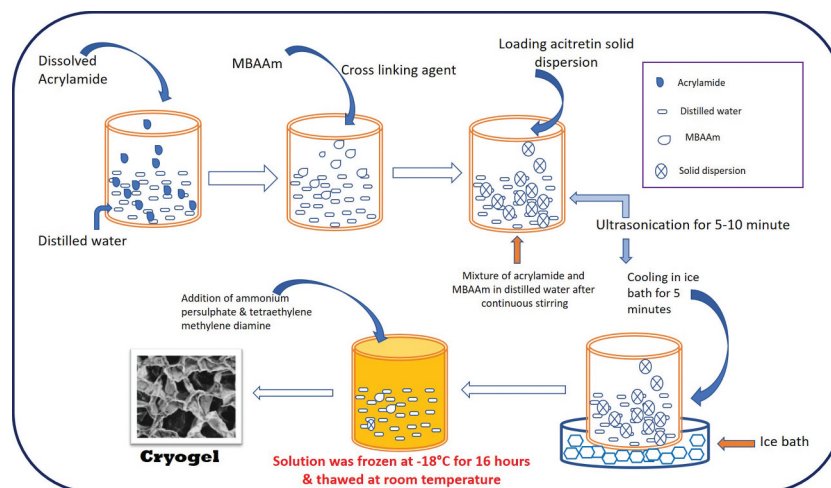 Dissolved
Acrylamide
MBAAm
Cross linking agent
Loading acitretin solid
dispersion
Acrylamide
Distilled water
MBAAm
Solid dispersion
Distilled water
Ultrasonication for 5-10 minute
Mixture of acrylamide and
MBAAm in distilled water after
continuous stirring
Cooling in ice
bath for 5
minutes
Addition of ammonium
persulphate & tetraethylene
methylene diamine
Ice bath
Cryogel
Solution was frozen at -18°C for 16 hours
& thawed at room temperature